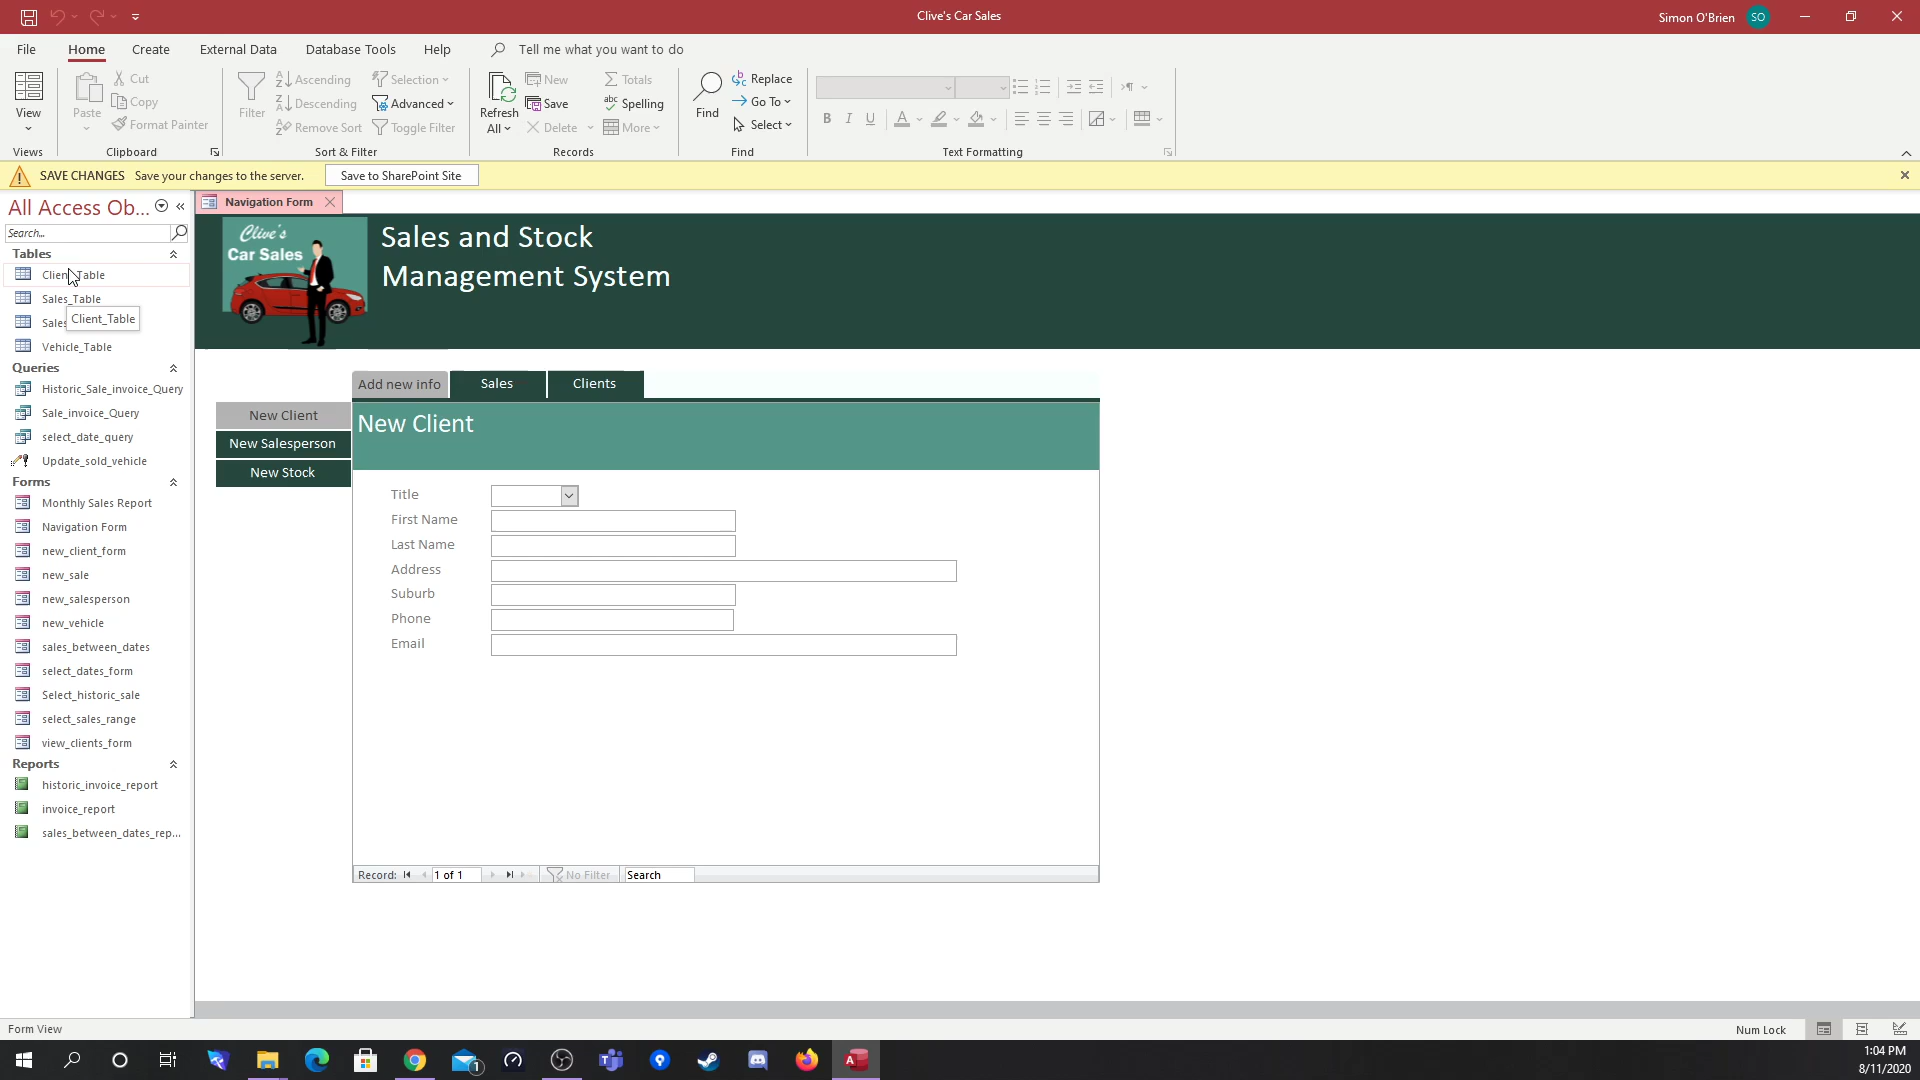 Clive's Car Sales
Simon O'Brien SO
File Home Create External Data Database Tools Help Tell me what you want to do
View
Views
Paste
Cut
Copy
Format Painter
Clipboard
Filter
Ascending
Descending
Remove Sort
Selection
Advanced
Toggle Filter
Sort & Filter
Refresh
All
New
Save
Delete
Totals
Spelling
More
Records
Find
Replace
Go To
Select
Find
B I U A
Text Formatting
SAVE CHANGES Save your changes to the server. Save to SharePoint Site
All Access Ob...
Search...
Tables
Client_Table
Sales_Table
Sales
Client_Table
Vehicle_Table
Queries
Historic_Sale_invoice_Query
Sale_invoice_Query
select_date_query
Update_sold_vehicle
Forms
Monthly Sales Report
Navigation Form
new_client_form
new_sale
new_salesperson
new_vehicle
sales_between_dates
select_dates_form
Select_historic_sale
select_sales_range
view_clients_form
Reports
historic_invoice_report
invoice_report
sales_between_dates_rep...
Navigation Form
Clive's
Car Sales
Sales and Stock
Management System
Add new info Sales Clients
New Client
New Salesperson
New Stock
New Client
Title
First Name
Last Name
Address
Suburb
Phone
Email
Record: 1 of 1 No Filter Search
Form View
Num Lock
1
1:04 PM
8/11/2020